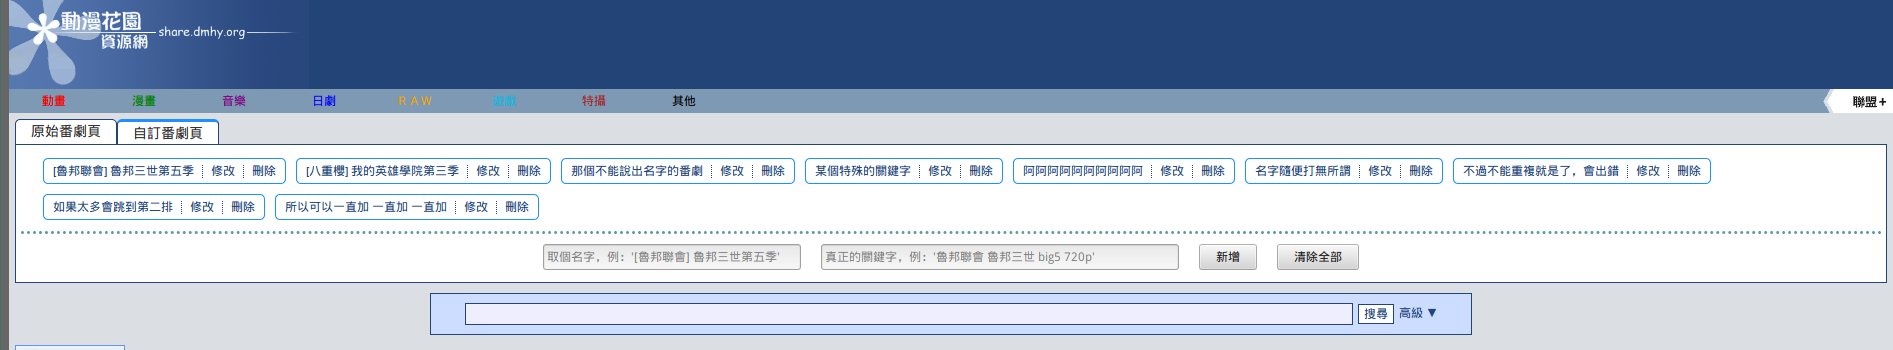 動漫花園
資源網
share.dmhy.org
動畫 漫畫 音樂 日劇 RAW 遊戲 特攝 其他 聯盟+
原始番劇頁 自訂番劇頁
[魯邦聯會] 魯邦三世第五季 修改 刪除 [八重櫻] 我的英雄學院第三季 修改 刪除 那個不能說出名字的番劇 修改 刪除 某個特殊的關鍵字 修改 刪除 阿阿阿阿阿阿阿阿阿阿 修改 刪除 名字隨便打無所謂 修改 刪除 不過不能重複就是了，會出錯 修改 刪除
如果太多會跳到第二排 修改 刪除 所以可以一直加 一直加 一直加 修改 刪除
取個名字，例：'[魯邦聯會] 魯邦三世第五季' 真正的關鍵字，例：'魯邦聯會 魯邦三世 big5 720p' 新增 清除全部
搜尋 高級 ▼